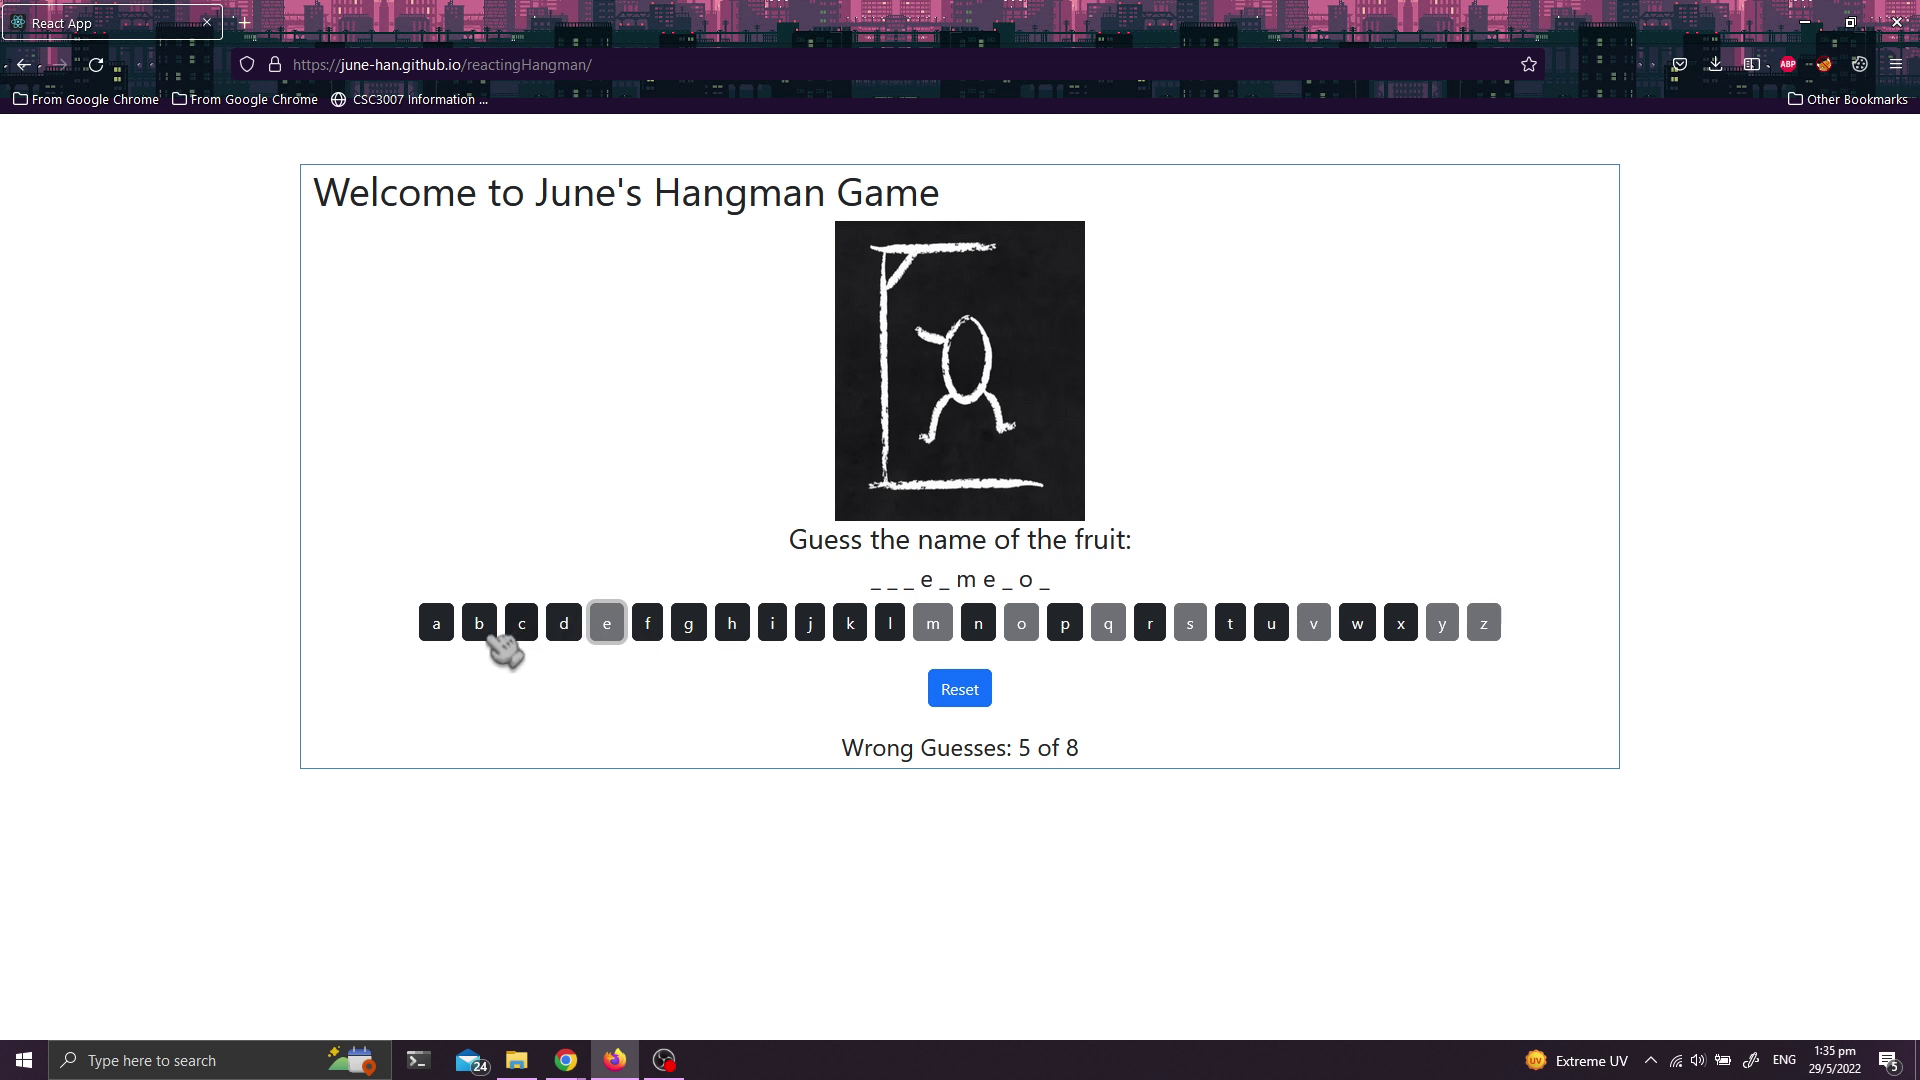 React App
https://june-han.github.io/reactingHangman/
ABP
From Google Chrome
From Google Chrome
CSC3007 Information ...
Other Bookmarks
Welcome to June's Hangman Game
Guess the name of the fruit:
_ _ _ e _ m e _ o _
a b c d e f g h i j k l m n o p q r s t u v w x y z
Reset
Wrong Guesses: 5 of 8
Type here to search
24
UV
Extreme UV
ENG
1:35 pm
29/5/2022
5